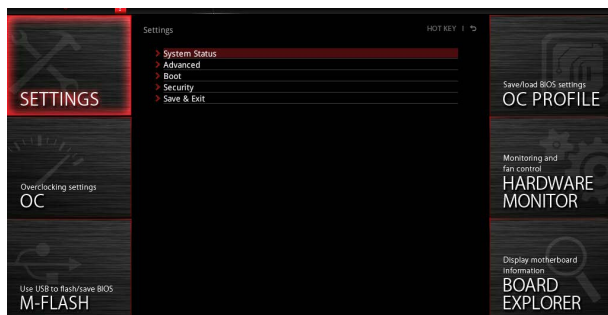 Settings
HOT KEY |
System Status
Advanced
Boot
Security
Save & Exit
SETTINGS
Overclocking settings
OC
Use USB to flash/save BIOS
M-FLASH
Save/load BIOS settings
OC PROFILE
Monitoring and
fan control
HARDWARE
MONITOR
Display motherboard
information
BOARD
EXPLORER